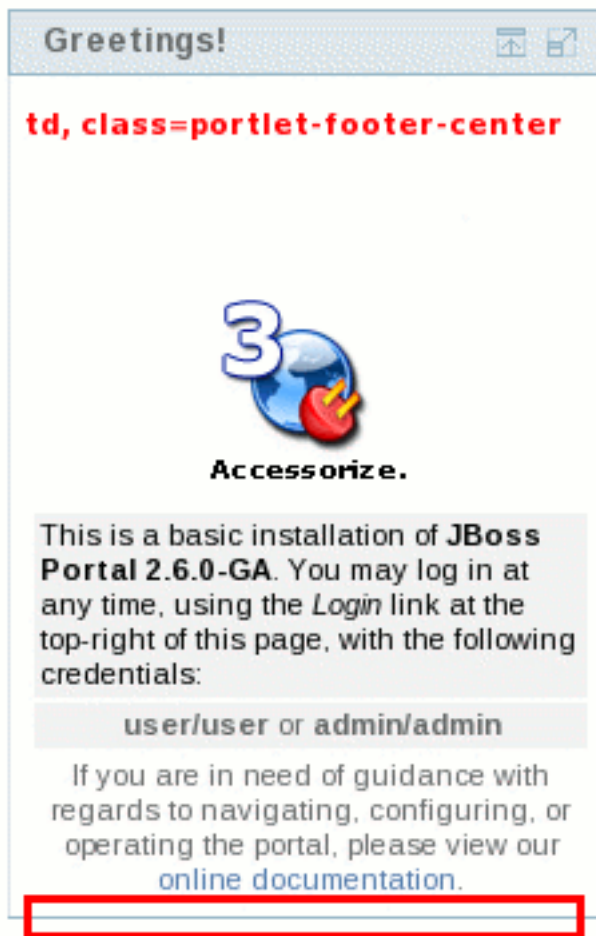 Greetings!
td, class=portlet-footer-center
3
Accessorize.
This is a basic installation of JBoss
Portal 2.6.0-GA. You may log in at
any time, using the Login link at the
top-right of this page, with the following
credentials:
user/user or admin/admin
If you are in need of guidance with
regards to navigating, configuring, or
operating the portal, please view our
online documentation.